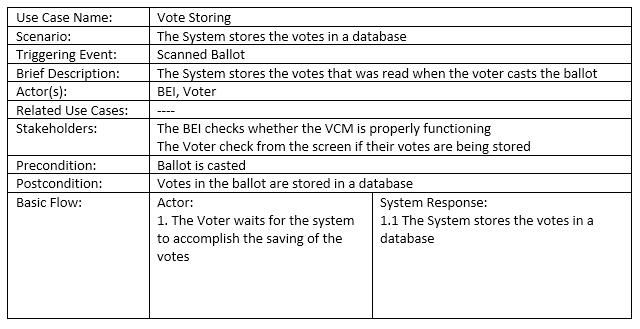 Use Case Name: Vote Storing
Scenario: The System stores the votes in a database
Triggering Event: Scanned Ballot
Brief Description: The System stores the votes that was read when the voter casts the ballot
Actor(s): BEI, Voter
Related Use Cases: ----
Stakeholders: The BEI checks whether the VCM is properly functioning
The Voter check from the screen if their votes are being stored
Precondition: Ballot is casted
Postcondition: Votes in the ballot are stored in a database
Basic Flow:
Actor:
1. The Voter waits for the system
to accomplish the saving of the
votes
System Response:
1.1 The System stores the votes in a
database